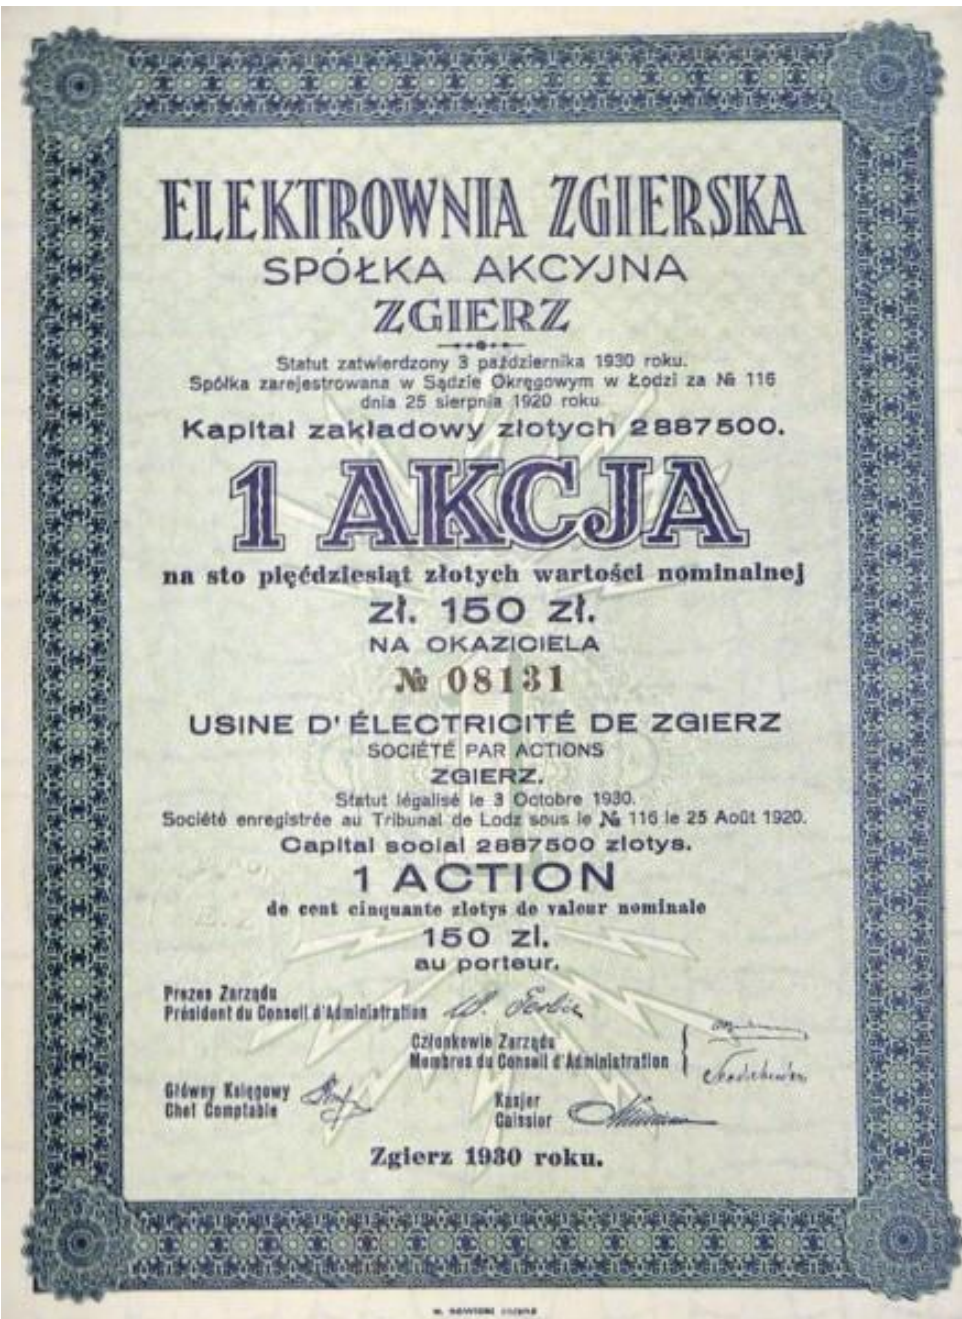 ELEKTROWNIA ZGIERSKA
SPÓŁKA AKCYJNA
ZGIERZ
Statut zatwierdzony 3 października 1930 roku.
Spółka zarejestrowana w Sądzie Okręgowym w Łodzi za № 116
dnia 25 sierpnia 1920 roku.
Kapitał zakładowy złotych 2887500.
1 AKCJA
na sto pięćdziesiąt złotych wartości nominalnej
zł. 150 zł.
NA OKAZICIELA
№ 08131
USINE D'ÉLECTRICITÉ DE ZGIERZ
SOCIÉTÉ PAR ACTIONS
ZGIERZ.
Statut légalisé le 3 Octobre 1930.
Société enregistrée au Tribunal de Lodz sous le № 116 le 25 Août 1920.
Capital social 2887500 zlotys.
1 ACTION
de cent cinquante zlotys de valeur nominale
150 zl.
au porteur.
Prezes Zarządu
Président du Conseil d'Administration
Członkowie Zarządu
Membres du Conseil d'Administration
Główny Księgowy
Chef Comptable
Kasjer
Caissier
Zgierz 1930 roku.